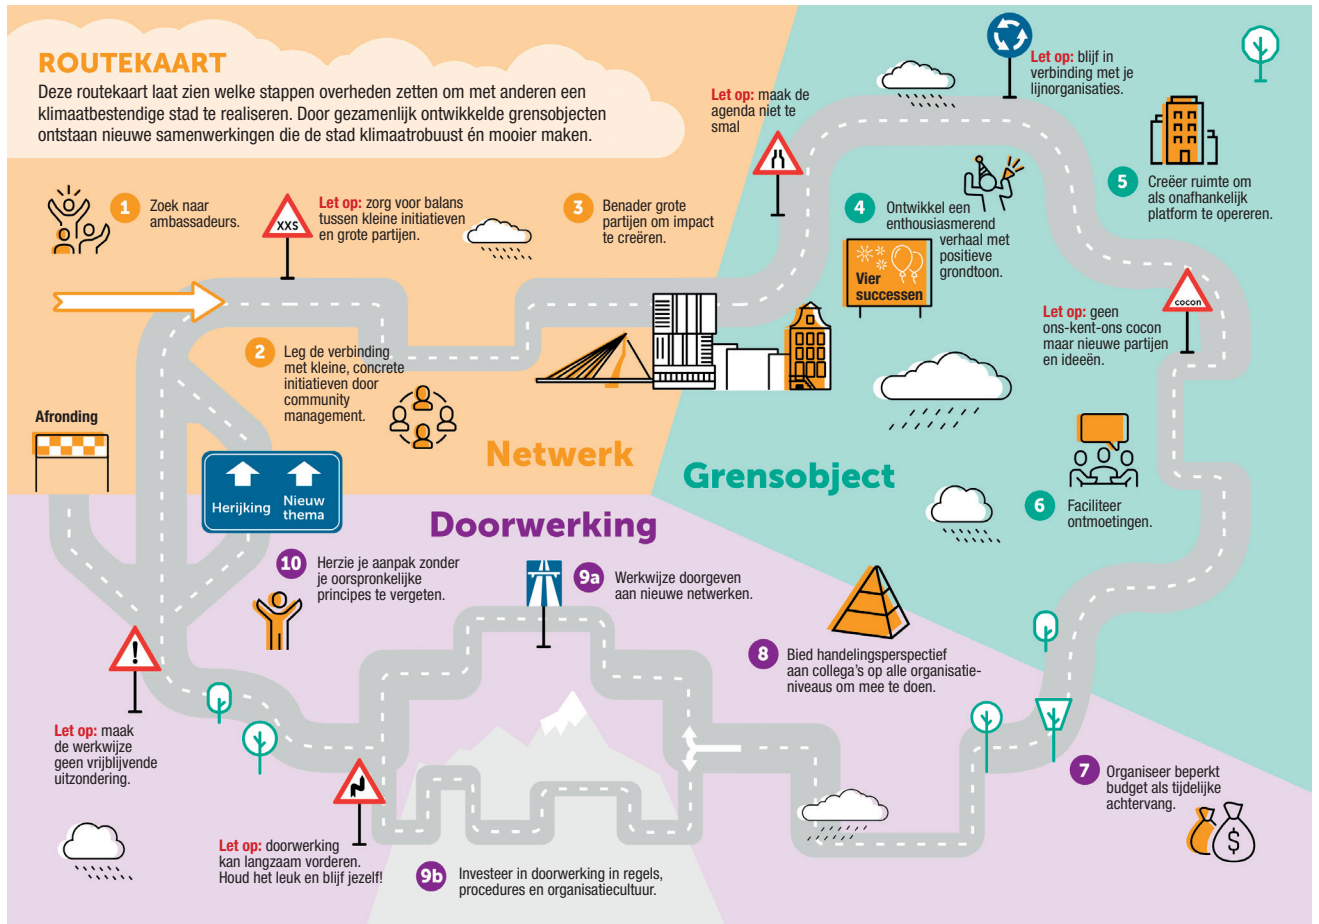 ROUTEKAART
Deze routekaart laat zien welke stappen overheden zetten om met anderen een
klimaatbestendige stad te realiseren. Door gezamenlijk ontwikkelde grensobjecten
ontstaan nieuwe samenwerkingen die de stad klimaatrobuust én mooier maken.
1
Zoek naar
ambassadeurs.
XXS
Let op: zorg voor balans
tussen kleine initiatieven
en grote partijen.
3
Benader grote
partijen om impact
te creëren.
2
Leg de verbinding
met kleine, concrete
initiatieven door
community
management.
Afronding
Netwerk
Let op: maak de
agenda niet te
smal
Let op: blijf in
verbinding met je
lijnorganisaties.
4
Ontwikkel een
enthousiasmerend
verhaal met
positieve
grondtoon.
Vier
successen
5
Creëer ruimte om
als onafhankelijk
platform te opereren.
cocon
Let op: geen
ons-kent-ons cocon
maar nieuwe partijen
en ideeën.
Grensobject
6
Faciliteer
ontmoetingen.
Herijking
Nieuw
thema
Doorwerking
10
Herzie je aanpak zonder
je oorspronkelijke
principes te vergeten.
9a
Werkwijze doorgeven
aan nieuwe netwerken.
8
Bied handelingsperspectief
aan collega's op alle organisatie-
niveaus om mee te doen.
7
Organiseer beperkt
budget als tijdelijke
achtervang.
$
!
Let op: maak
de werkwijze
geen vrijblijvende
uitzondering.
Let op: doorwerking
kan langzaam vorderen.
Houd het leuk en blijf jezelf!
9b
Investeer in doorwerking in regels,
procedures en organisatiecultuur.